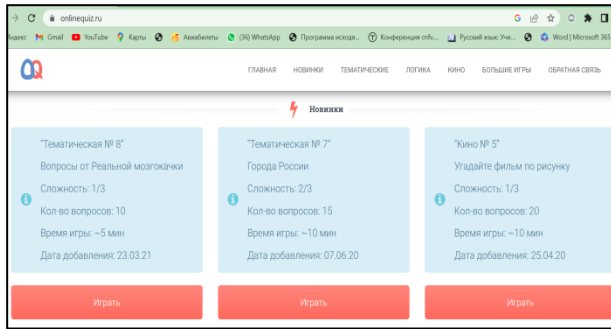 onlinequiz.ru
Яндекс Gmail YouTube Карты Авиабилеты (36) WhatsApp Программа исходя... Конференция cnfv,... Русский язык: Уче... Word | Microsoft 365
ГЛАВНАЯ НОВИНКИ ТЕМАТИЧЕСКИЕ ЛОГИКА КИНО БОЛЬШИЕ ИГРЫ ОБРАТНАЯ СВЯЗЬ
Новинки
"Тематическая № 8"
Вопросы от Реальной мозгокачки
Сложность: 1/3
Кол-во вопросов: 10
Время игры: ~5 мин
Дата добавления: 23.03.21
Играть
"Тематическая № 7"
Города России
Сложность: 2/3
Кол-во вопросов: 15
Время игры: ~10 мин
Дата добавления: 07.06.20
Играть
"Кино № 5"
Угадайте фильм по рисунку
Сложность: 1/3
Кол-во вопросов: 20
Время игры: ~10 мин
Дата добавления: 25.04.20
Играть